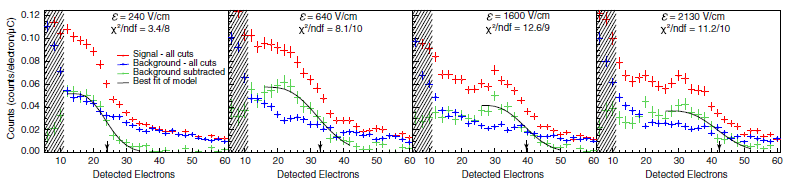 ℰ = 240 V/cm
χ²/ndf = 3.4/8
ℰ = 640 V/cm
χ²/ndf = 8.1/10
ℰ = 1600 V/cm
χ²/ndf = 12.6/9
ℰ = 2130 V/cm
χ²/ndf = 11.2/10
Counts (counts/electron/μC)
0.12
0.10
0.08
0.06
0.04
0.02
0.00
Signal - all cuts
Background - all cuts
Background subtracted
Best fit of model
10 20 30 40 50 60
10 20 30 40 50 60
10 20 30 40 50 60
10 20 30 40 50 60
Detected Electrons
Detected Electrons
Detected Electrons
Detected Electrons